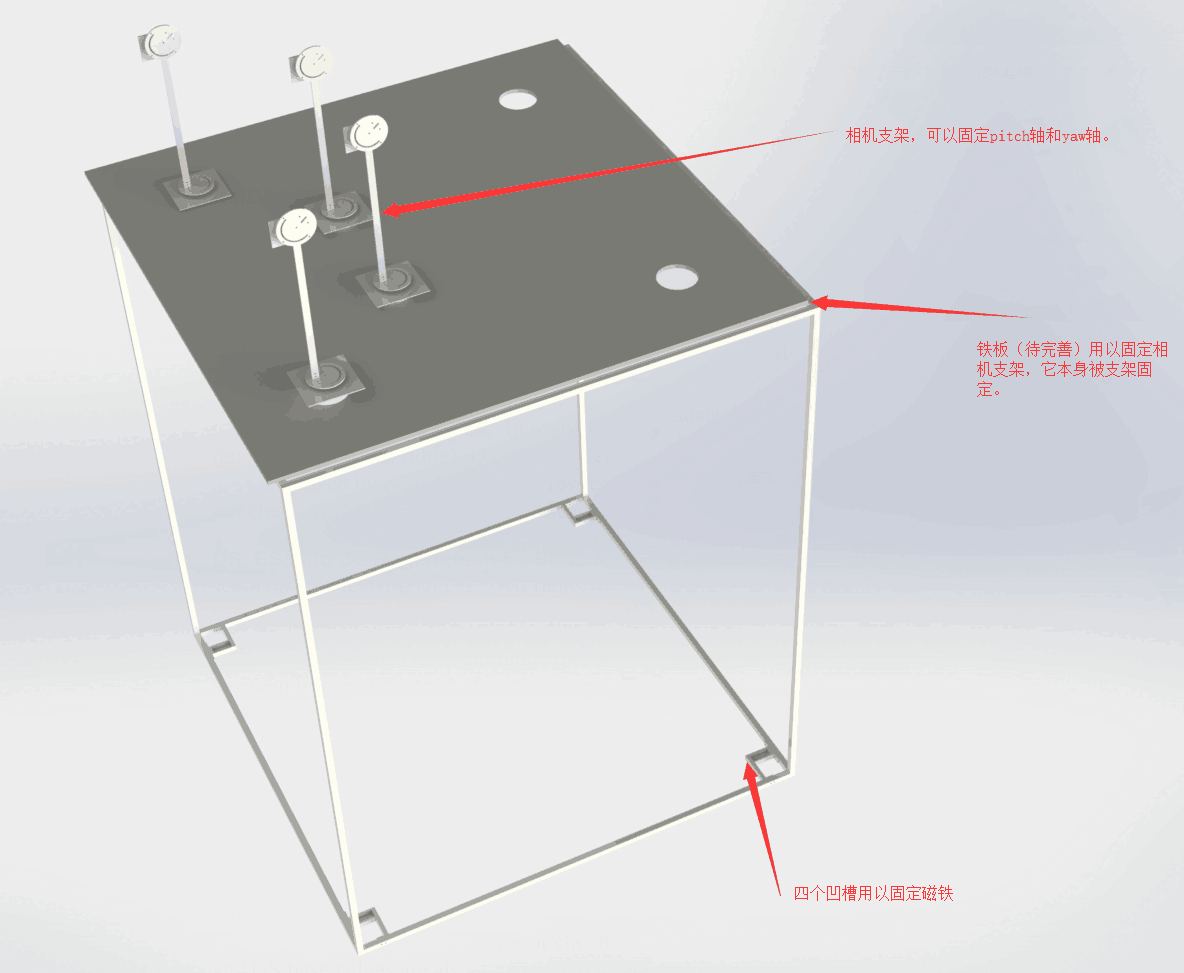 相机支架，可以固定pitch轴和yaw轴。
铁板（待完善）用以固定相
机支架，它本身被支架固
定。
四个凹槽用以固定磁铁